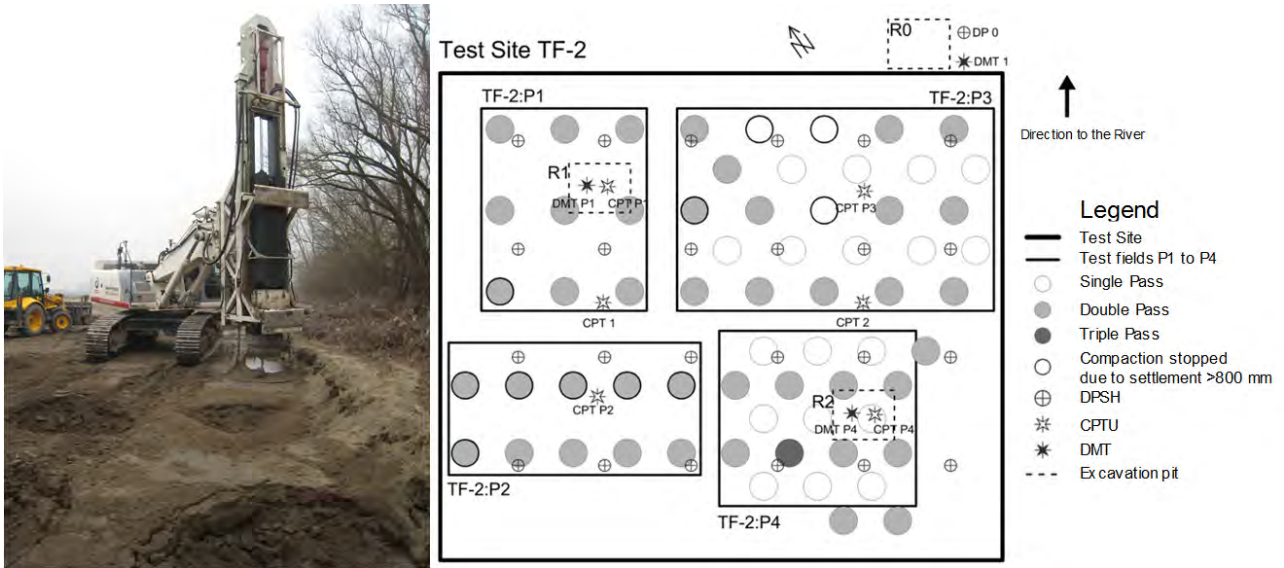 Test Site TF-2
N
R0
DP 0
DMT 1
Direction to the River
TF-2:P1
TF-2:P3
R1
DMT P1
CPT P1
CPT P3
CPT 1
CPT 2
CPT P2
TF-2:P2
R2
DMT P4
CPT P4
TF-2:P4
Legend
Test Site
Test fields P1 to P4
Single Pass
Double Pass
Triple Pass
Compaction stopped
due to settlement >800 mm
DPSH
CPTU
DMT
Excavation pit